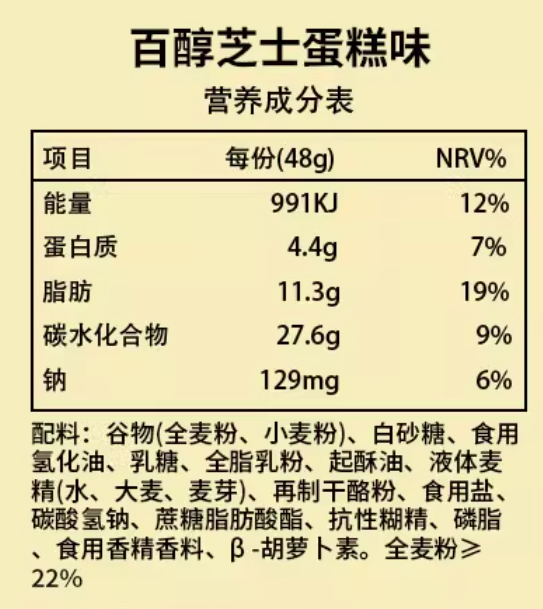 百醇芝士蛋糕味
营养成分表
项目 每份(48g) NRV%
能量 991KJ 12%
蛋白质 4.4g 7%
脂肪 11.3g 19%
碳水化合物 27.6g 9%
钠 129mg 6%
配料：谷物(全麦粉、小麦粉)、白砂糖、食用
氢化油、乳糖、全脂乳粉、起酥油、液体麦
精(水、大麦、麦芽)、再制干酪粉、食用盐、
碳酸氢钠、蔗糖脂肪酸酯、抗性糊精、磷脂
、食用香精香料、β-胡萝卜素。全麦粉≥
22%